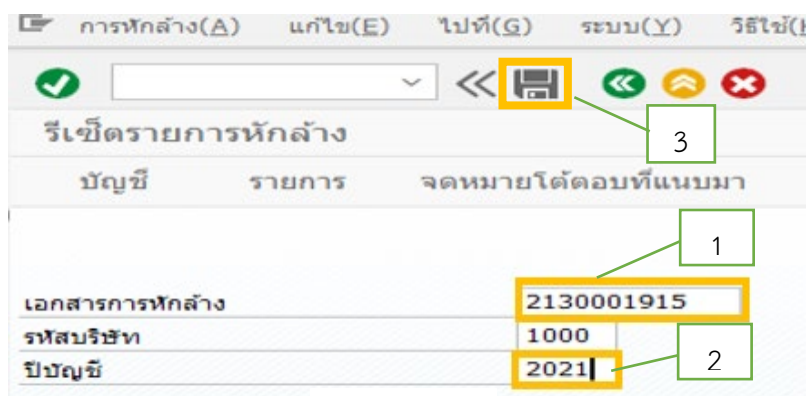 การหักล้าง(A) แก้ไข(E) ไปที่(G) ระบบ(Y) วิธีใช้(H
3
รีเซ็ตรายการหักล้าง
บัญชี รายการ จดหมายโต้ตอบที่แนบมา
1
เอกสารการหักล้าง 2130001915
รหัสบริษัท 1000
ปีบัญชี 2021
2